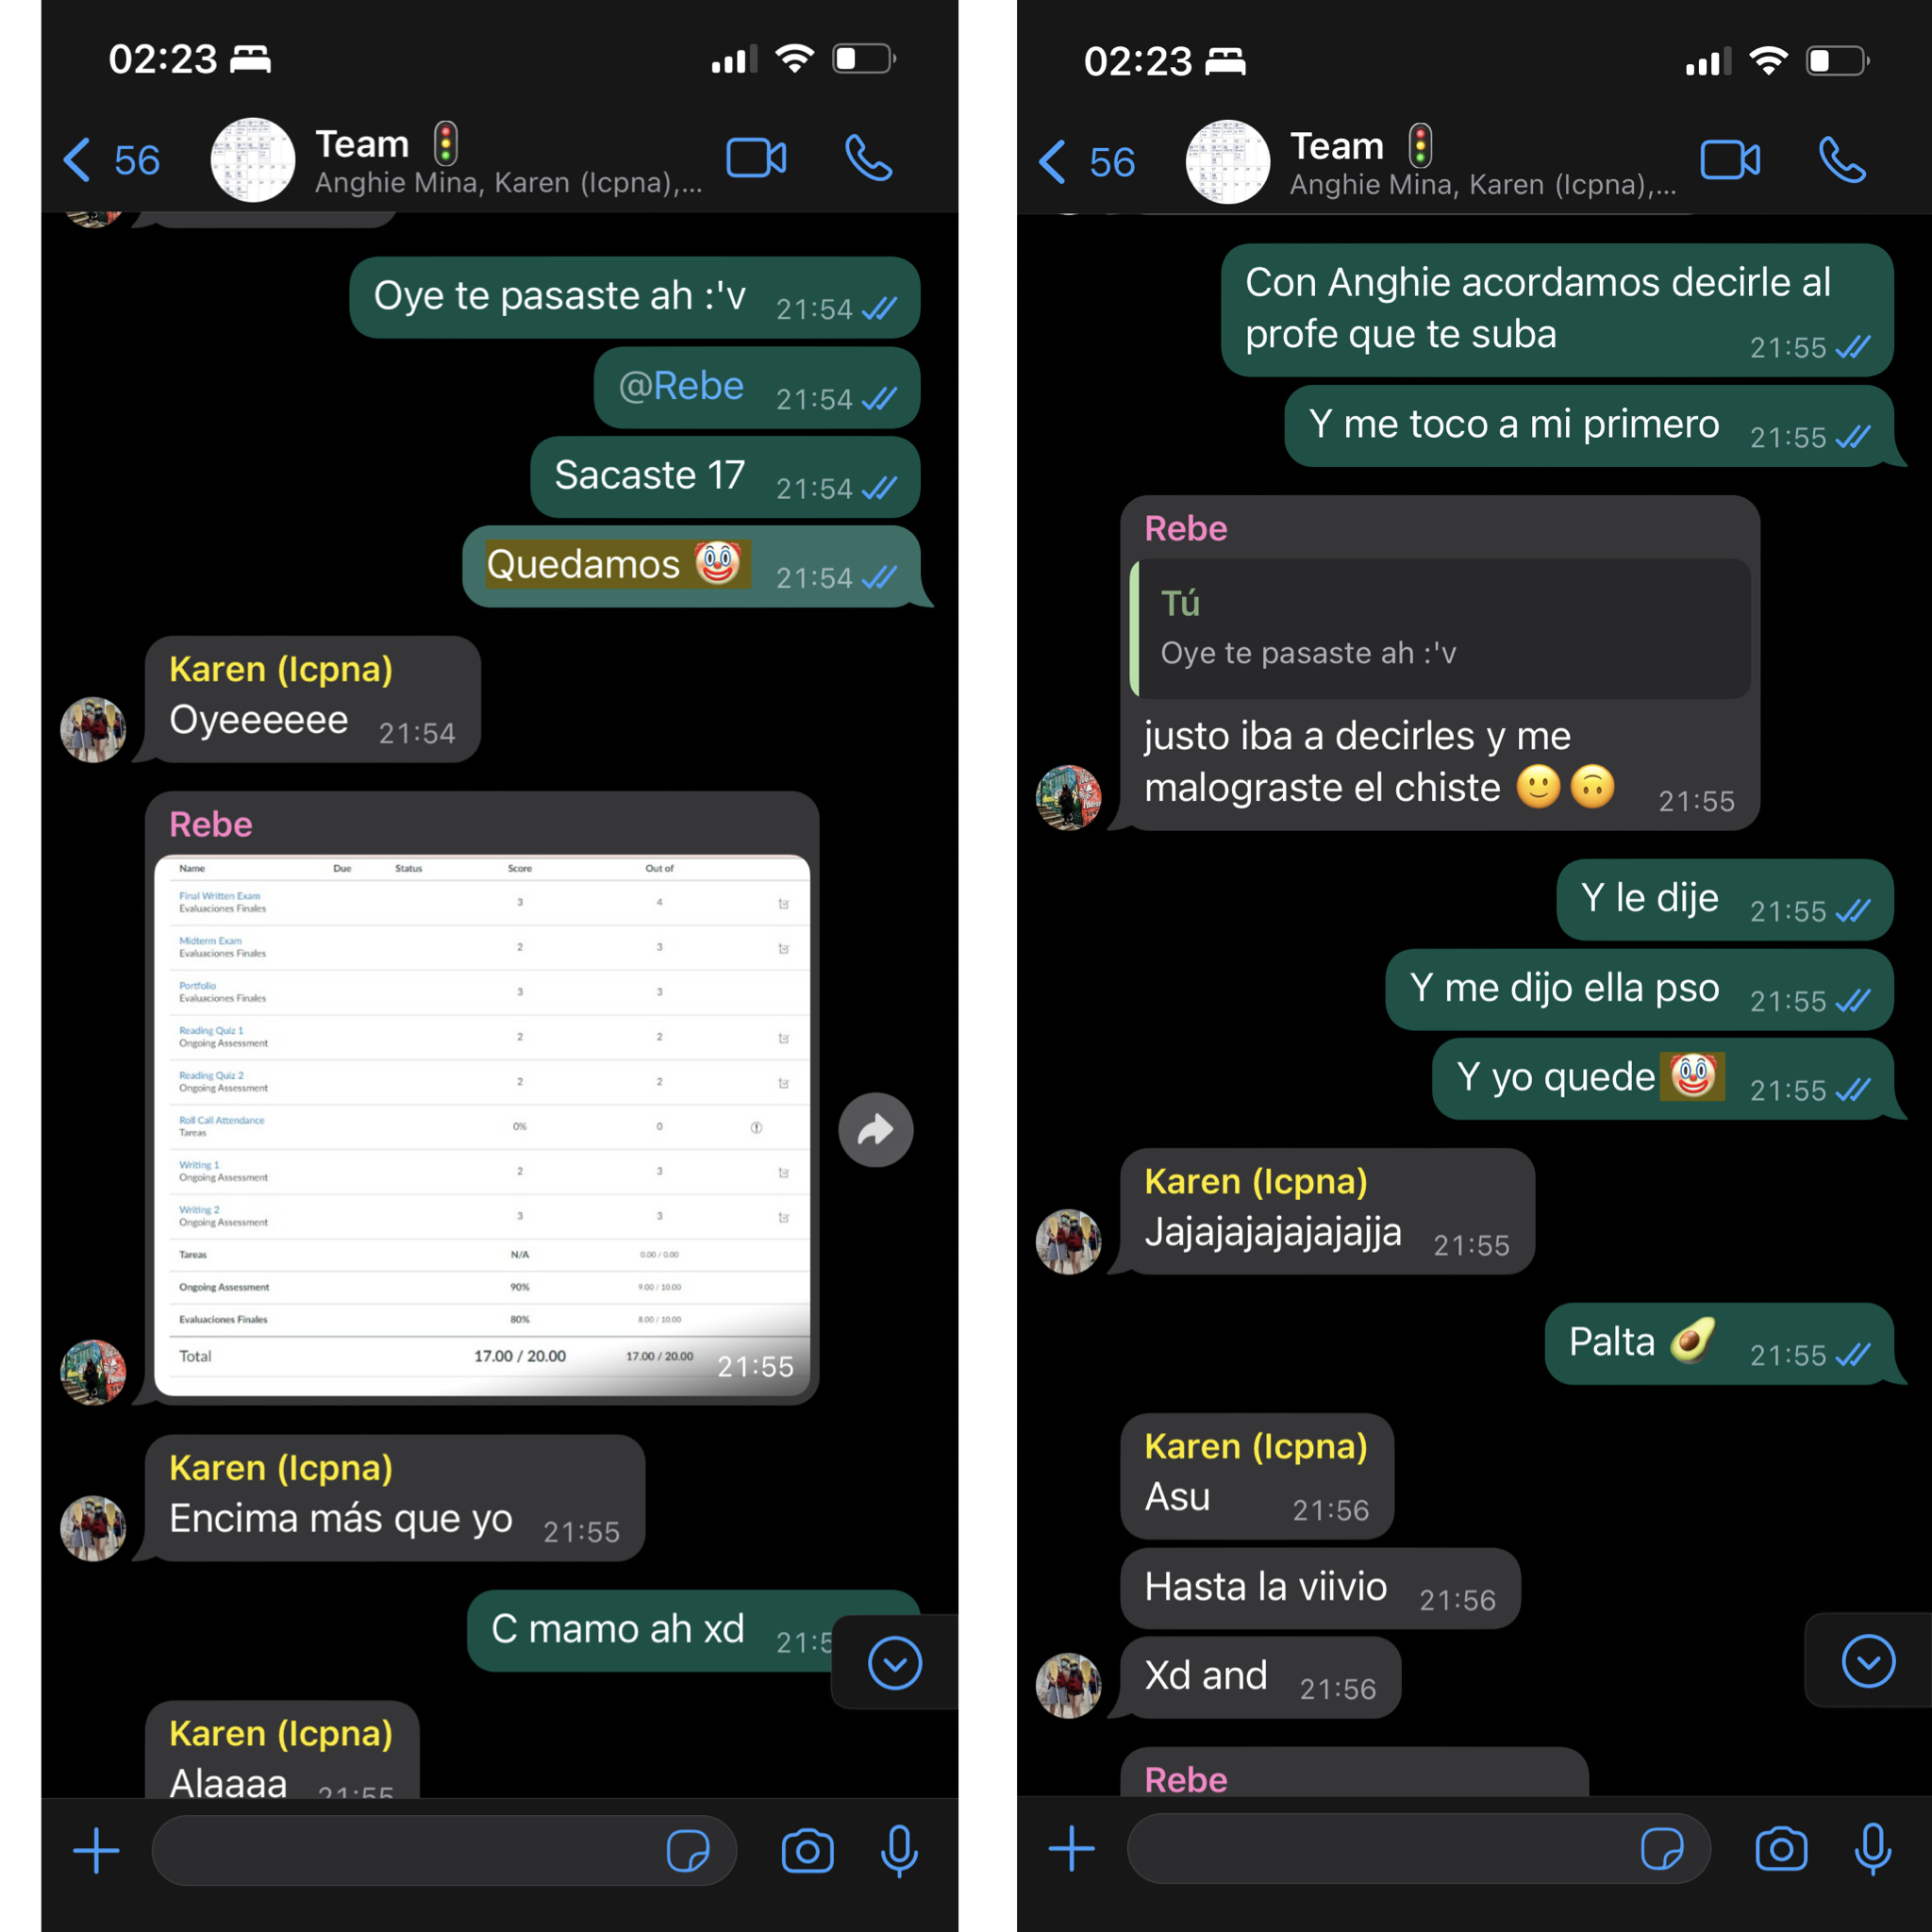 02:23
56
Team 🚦
Anghie Mina, Karen (Icpna),...
Oye te pasaste ah :'v 21:54
@Rebe 21:54
Sacaste 17 21:54
Quedamos 🤡 21:54
Karen (Icpna)
Oyeeeeee 21:54
Rebe
Name Due Status Score Out of
Final Written Exam
Evaluaciones Finales
3 4
Midterm Exam
Evaluaciones Finales
2 3
Portfolio
Evaluaciones Finales
3 3
Reading Quiz 1
Ongoing Assessment
2 2
Reading Quiz 2
Ongoing Assessment
2 2
Roll Call Attendance
Tareas
0% 0
Writing 1
Ongoing Assessment
2 3
Writing 2
Ongoing Assessment
3 3
Tareas N/A 0.00 / 0.00
Ongoing Assessment 90% 9.00 / 10.00
Evaluaciones Finales 80% 8.00 / 10.00
Total 17.00 / 20.00 17.00 / 20.00
21:55
Karen (Icpna)
Encima más que yo 21:55
C mamo ah xd 21:5
Karen (Icpna)
Alaaaa 21:55
02:23
56
Team 🚦
Anghie Mina, Karen (Icpna),...
Con Anghie acordamos decirle al
profe que te suba 21:55
Y me toco a mi primero 21:55
Rebe
Tú
Oye te pasaste ah :'v
justo iba a decirles y me
malograste el chiste 🙂🙃 21:55
Y le dije 21:55
Y me dijo ella pso 21:55
Y yo quede 🤡 21:55
Karen (Icpna)
Jajajajajajajajja 21:55
Palta 🥑 21:55
Karen (Icpna)
Asu 21:56
Hasta la viivio 21:56
Xd and 21:56
Rebe